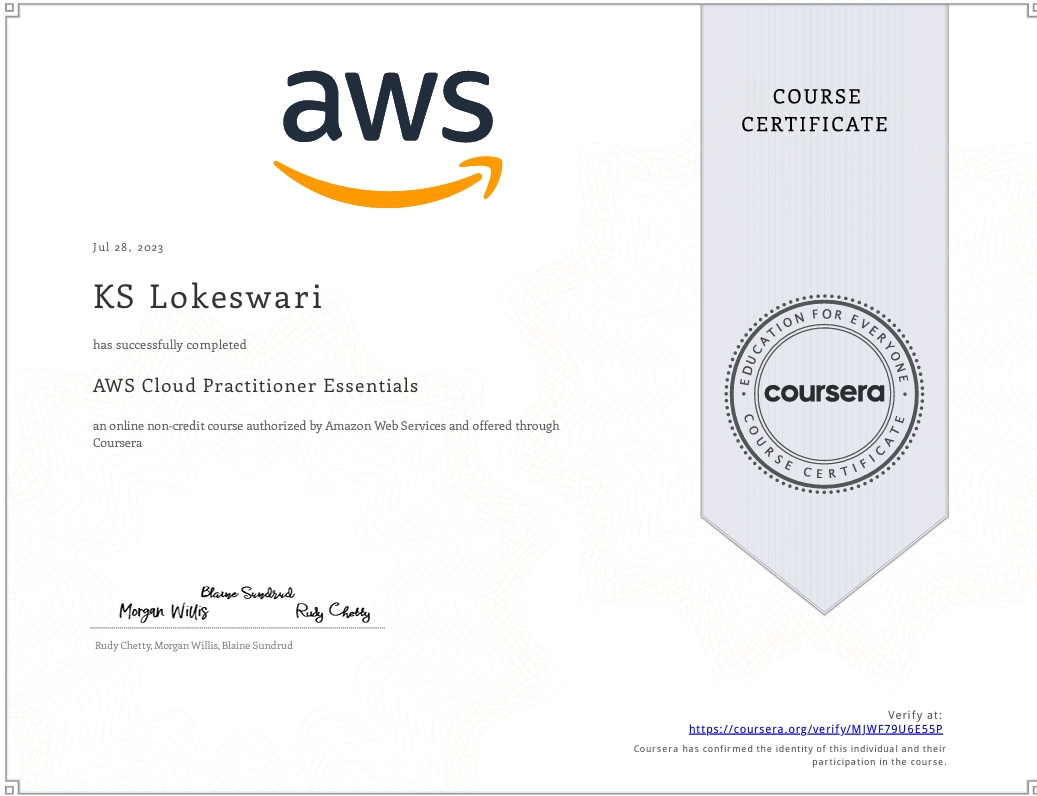 aws
COURSE
CERTIFICATE
Jul 28, 2023
KS Lokeswari
has successfully completed
AWS Cloud Practitioner Essentials
an online non-credit course authorized by Amazon Web Services and offered through
Coursera
EDUCATION FOR EVERYONE
coursera
COURSE CERTIFICATE
Blaine Sundrud
Morgan Willis
Rudy Chetty
Rudy Chetty, Morgan Willis, Blaine Sundrud
Verify at:
https://coursera.org/verify/MJWF79U6E55P
Coursera has confirmed the identity of this individual and their
participation in the course.